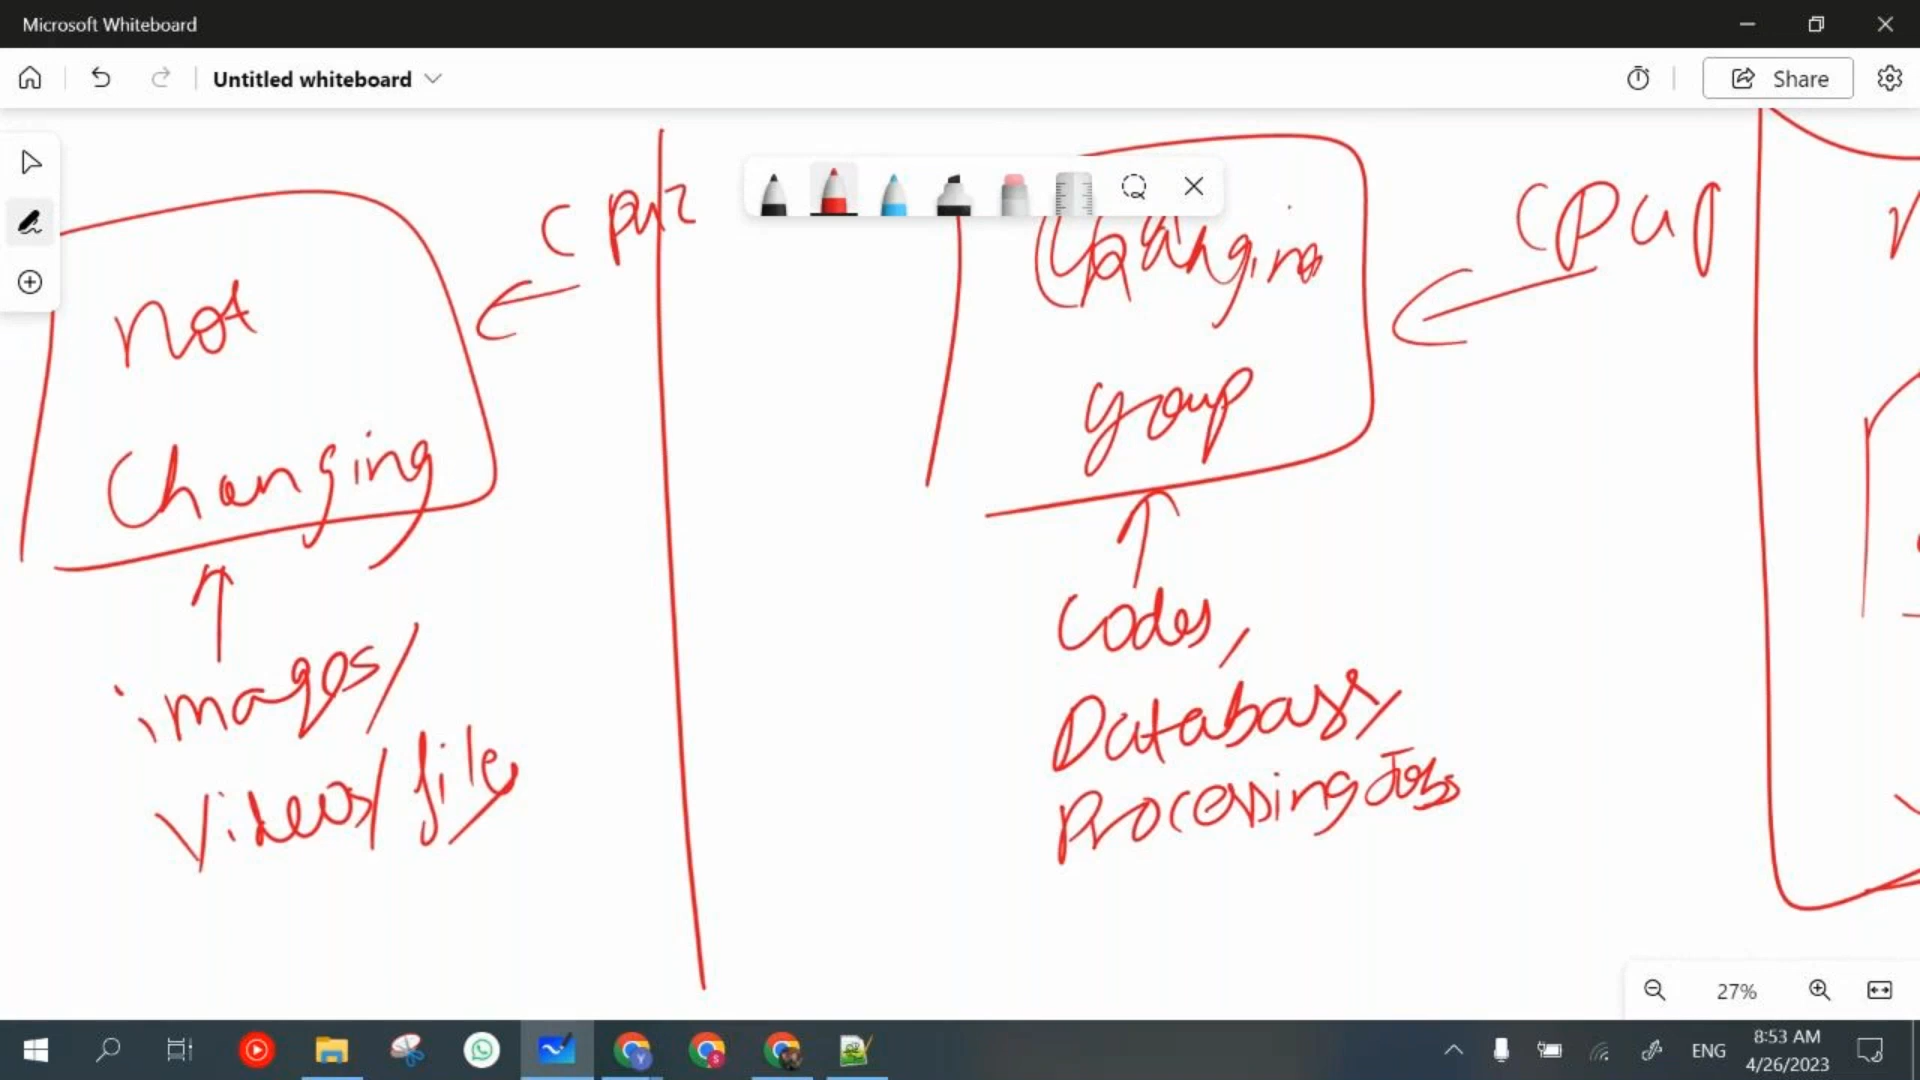 Microsoft Whiteboard
Untitled whiteboard
Share
not
Changing
images/
Videos/file
Changing
group
Codes,
Databases,
Processing Jobs
27%
ENG
8:53 AM
4/26/2023